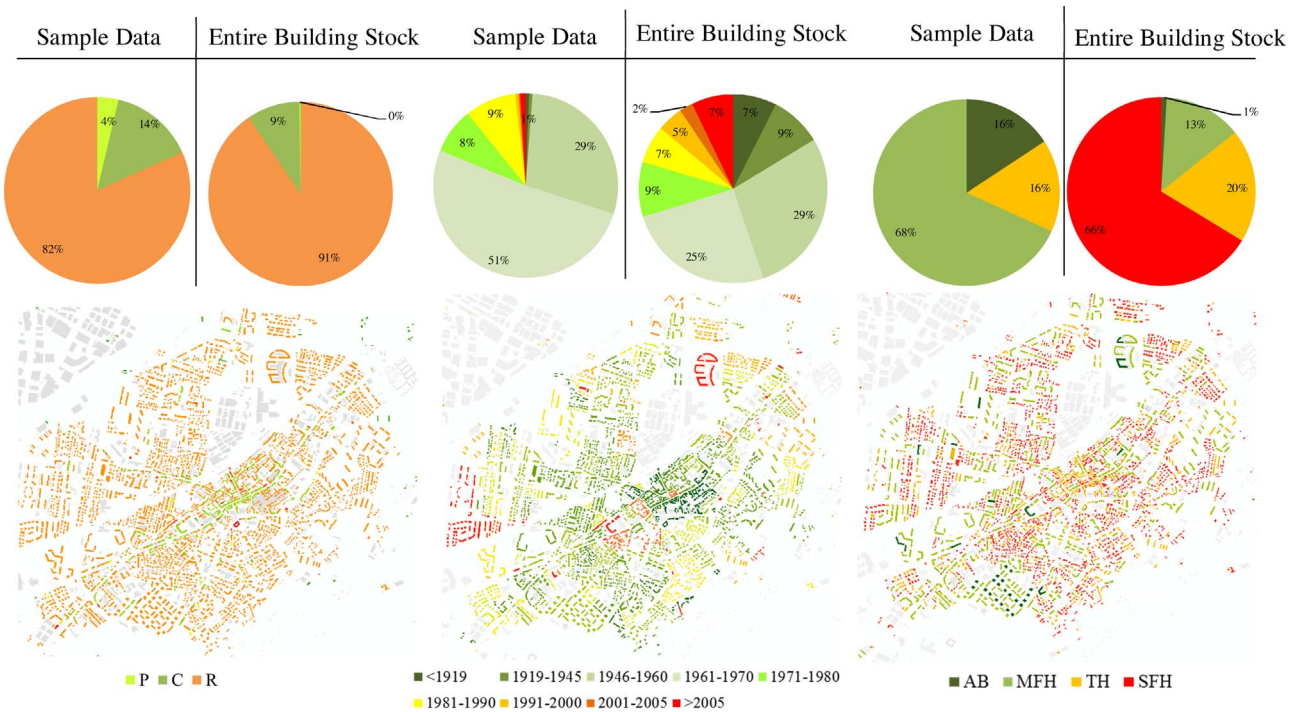 Sample Data Entire Building Stock Sample Data Entire Building Stock Sample Data Entire Building Stock
4% 14% 82%
9% 0% 91%
9% 1% 8% 29% 51%
2% 7% 7% 5% 9% 7% 9% 29% 25%
16% 16% 68%
1% 13% 20% 66%
P C R
<1919 1919-1945 1946-1960 1961-1970 1971-1980
1981-1990 1991-2000 2001-2005 >2005
AB MFH TH SFH